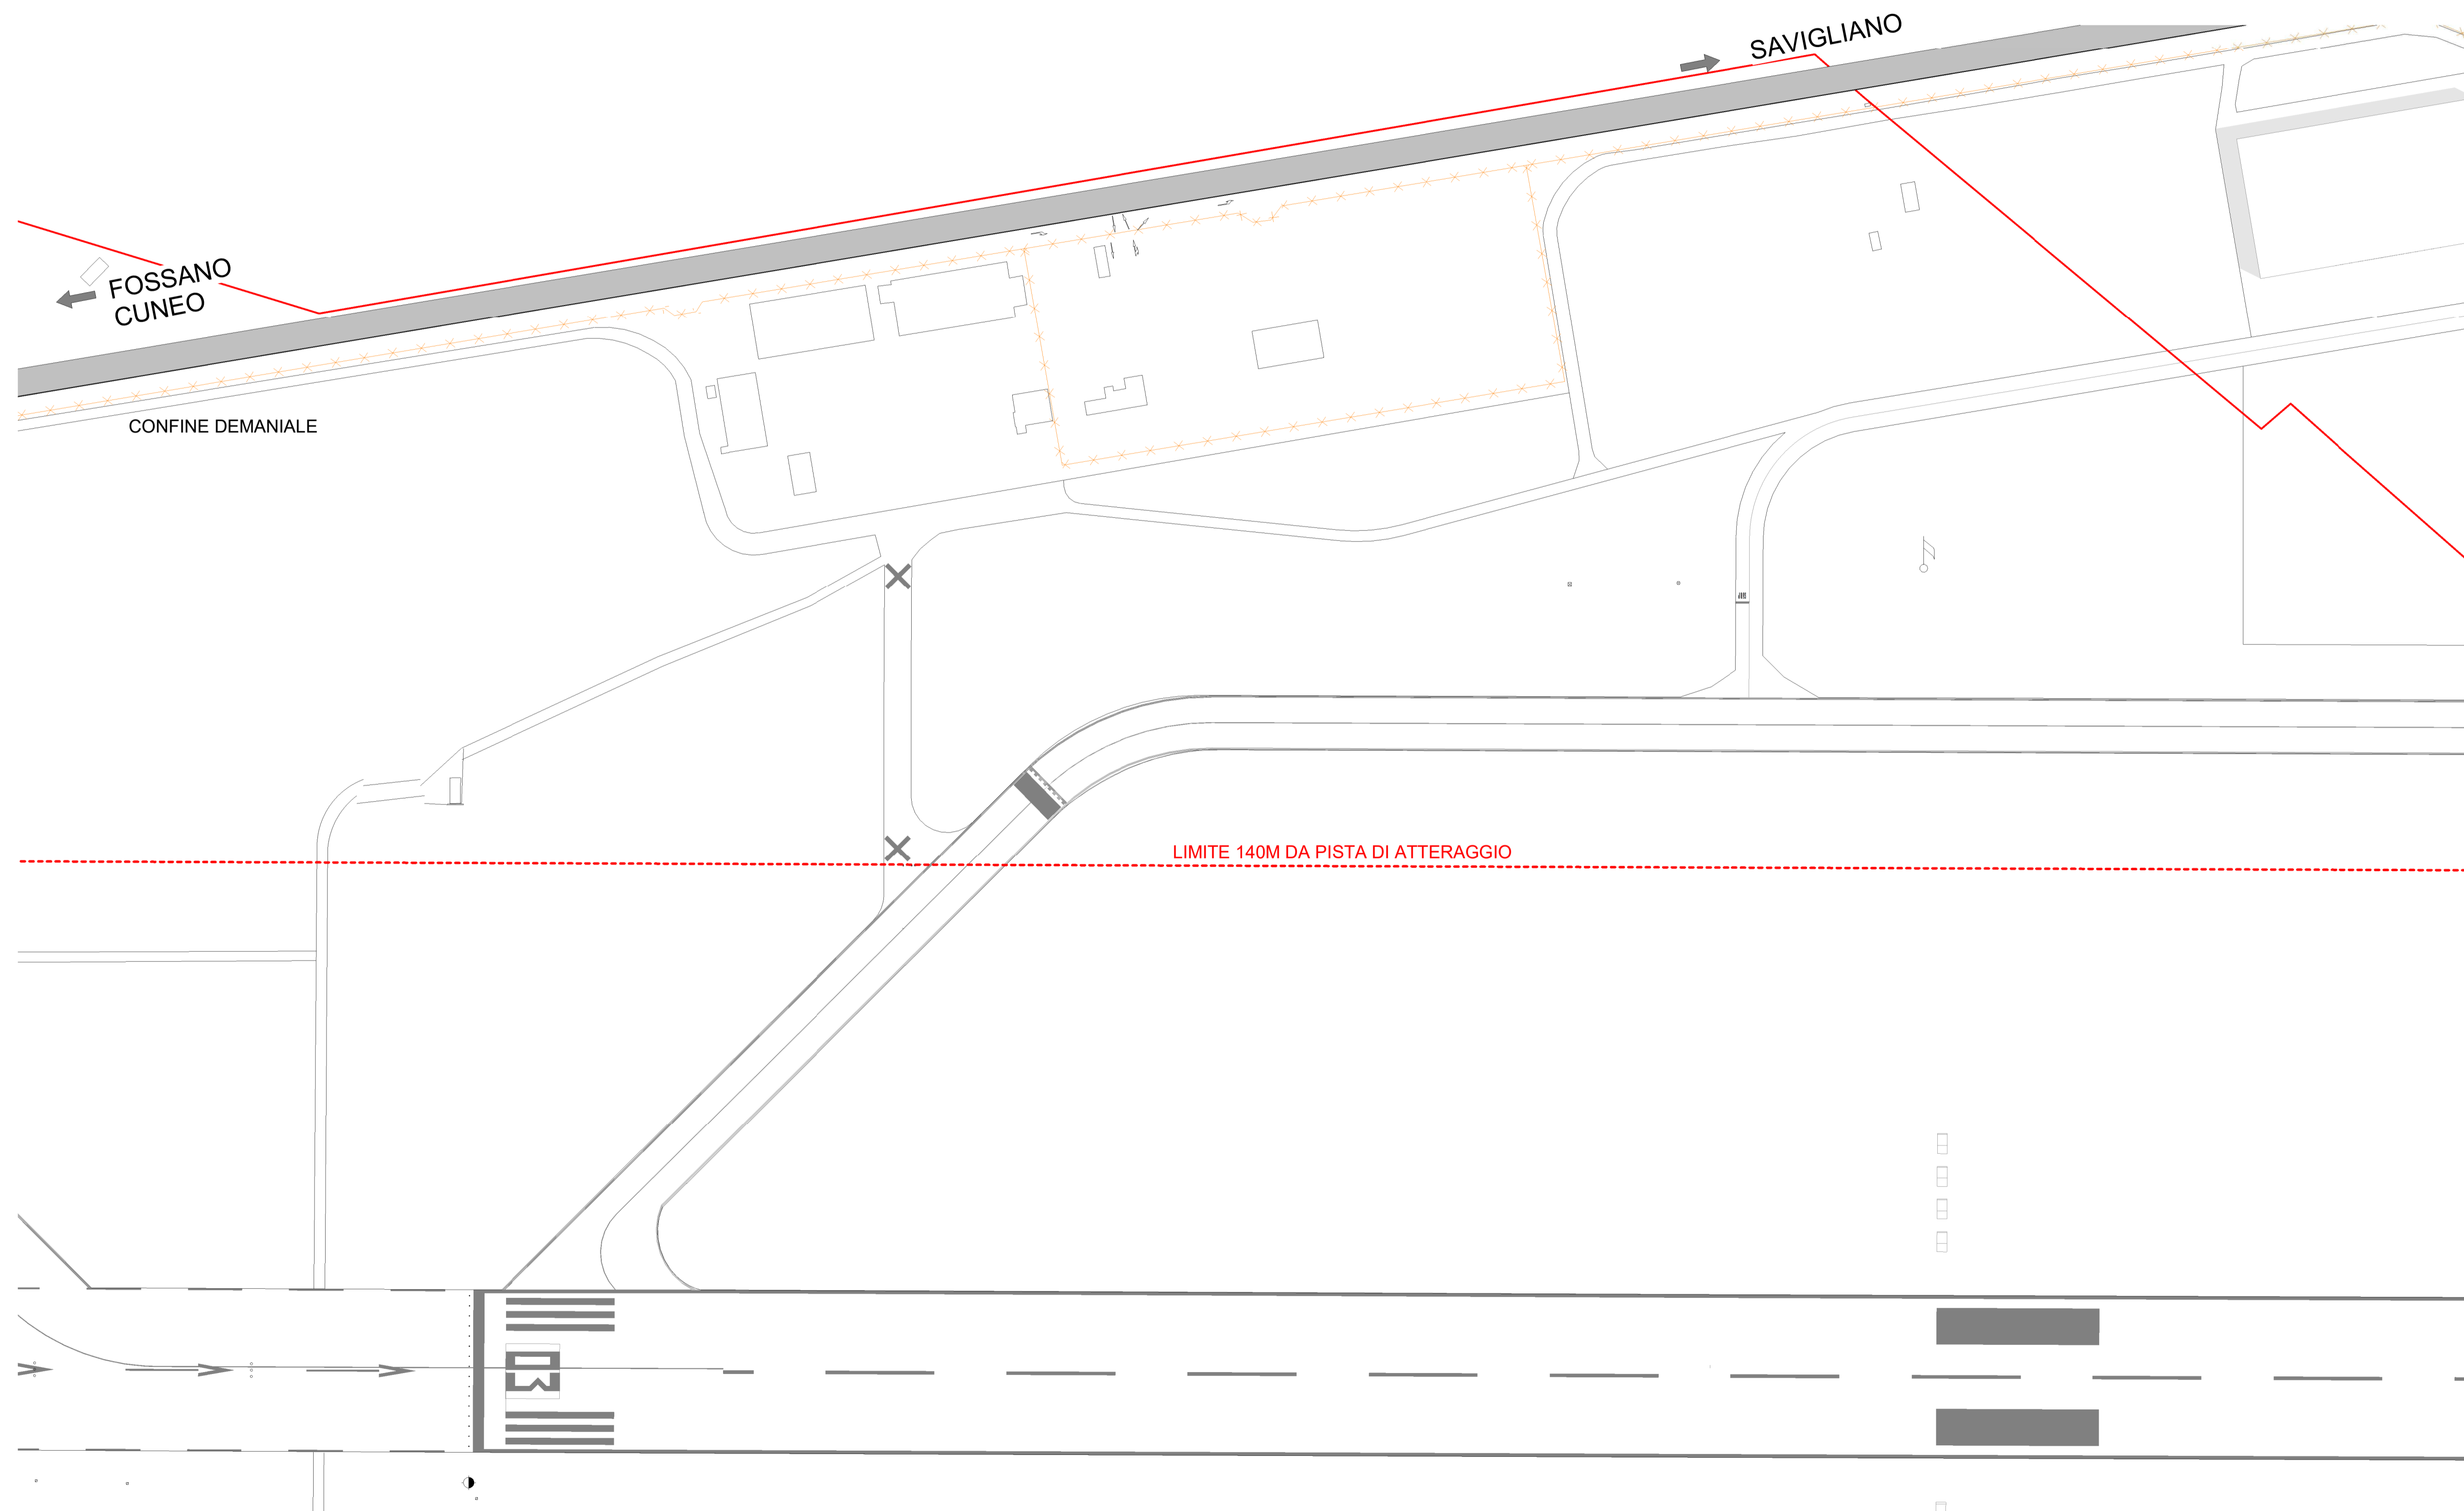 SAVIGLIANO
FOSSANO
CUNEO
CONFINE DEMANIALE
LIMITE 140M DA PISTA DI ATTERAGGIO
03